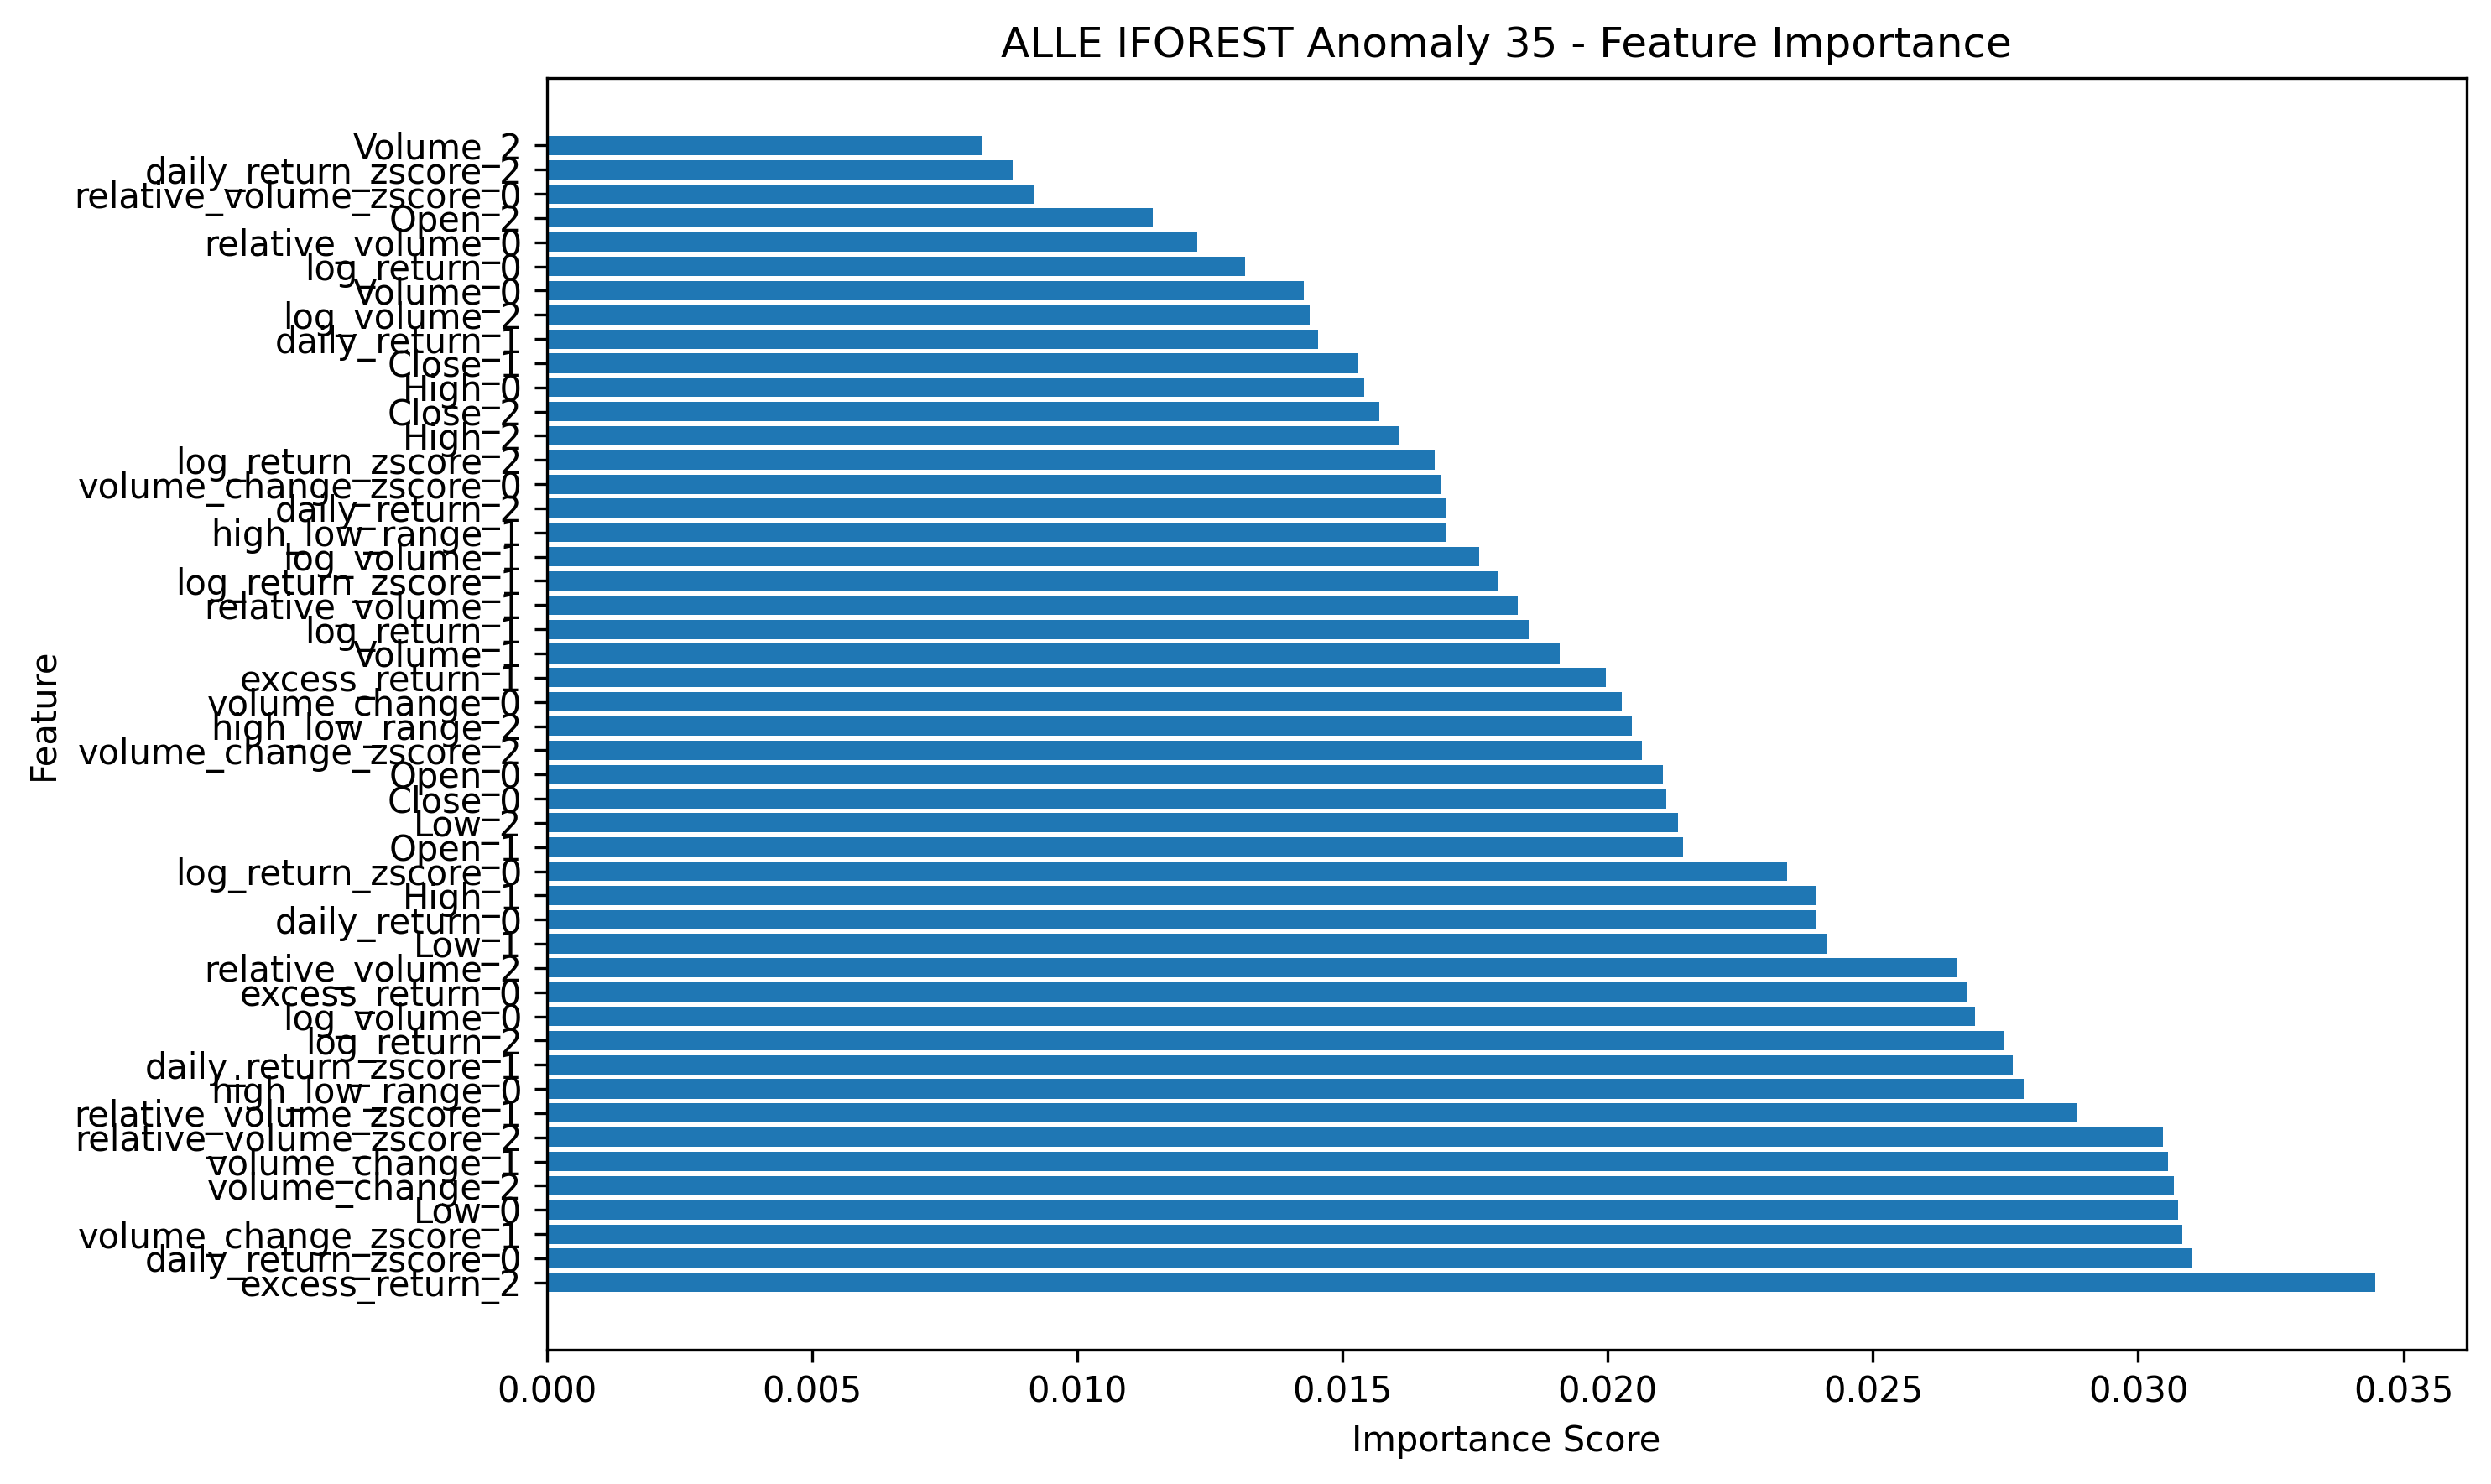 ALLE IFOREST Anomaly 35 - Feature Importance
Volume_2
daily_return_zscore_2
relative_volume_zscore_0
Open_2
relative_volume_0
log_return_0
Volume_0
log_volume_2
daily_return_1
Close_1
High_0
Close_2
High_2
log_return_zscore_2
volume_change_zscore_0
daily_return_2
high_low_range_1
log_volume_1
log_return_zscore_1
relative_volume_1
log_return_1
Volume_1
excess_return_1
volume_change_0
high_low_range_2
volume_change_zscore_2
Open_0
Close_0
Low_2
Open_1
log_return_zscore_0
High_1
daily_return_0
Low_1
relative_volume_2
excess_return_0
log_volume_0
log_return_2
daily_return_zscore_1
high_low_range_0
relative_volume_zscore_1
relative_volume_zscore_2
volume_change_1
volume_change_2
Low_0
volume_change_zscore_1
daily_return_zscore_0
excess_return_2
Feature
0.000 0.005 0.010 0.015 0.020 0.025 0.030 0.035
Importance Score